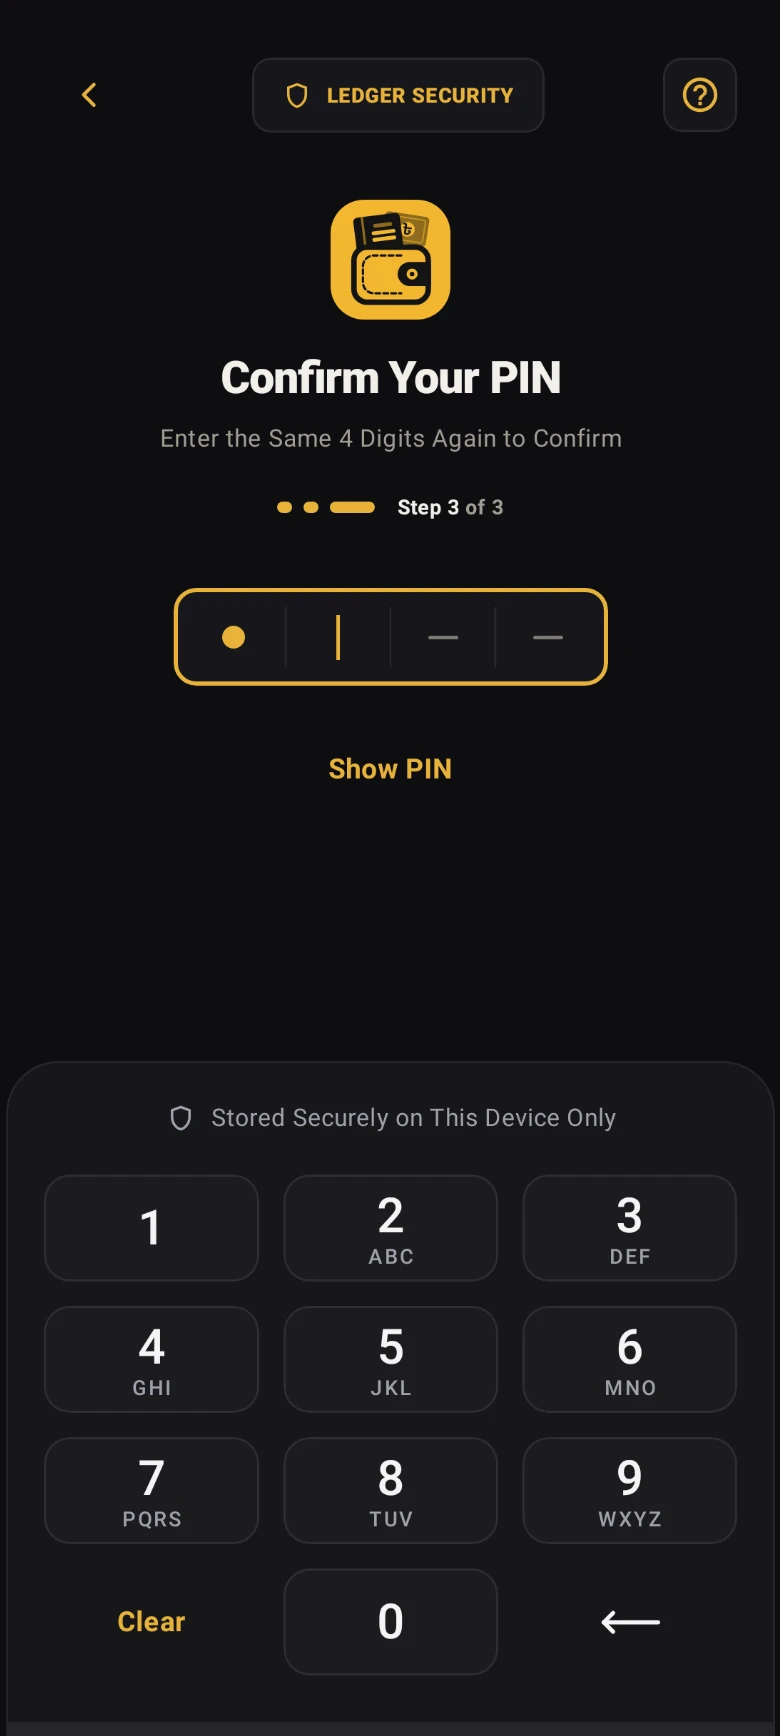 LEDGER SECURITY
Confirm Your PIN
Enter the Same 4 Digits Again to Confirm
Step 3 of 3
Show PIN
Stored Securely on This Device Only
1
2
3
ABC
DEF
4
5
6
GHI
JKL
MNO
7
8
9
PQRS
TUV
WXYZ
Clear
0